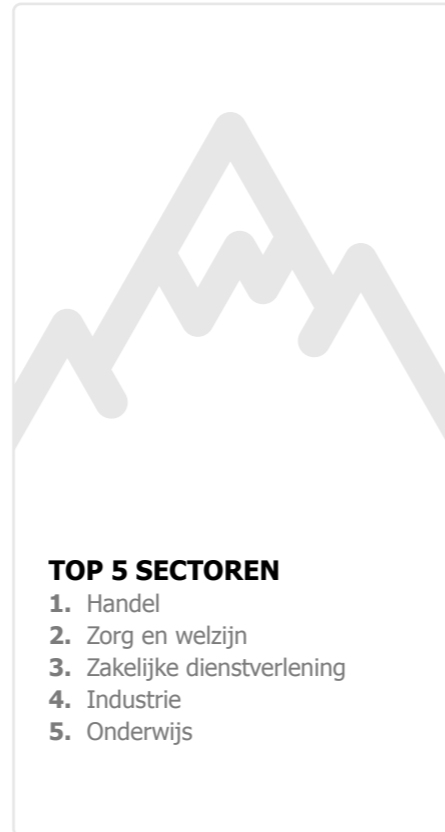 TOP 5 SECTOREN
1. Handel
2. Zorg en welzijn
3. Zakelijke dienstverlening
4. Industrie
5. Onderwijs